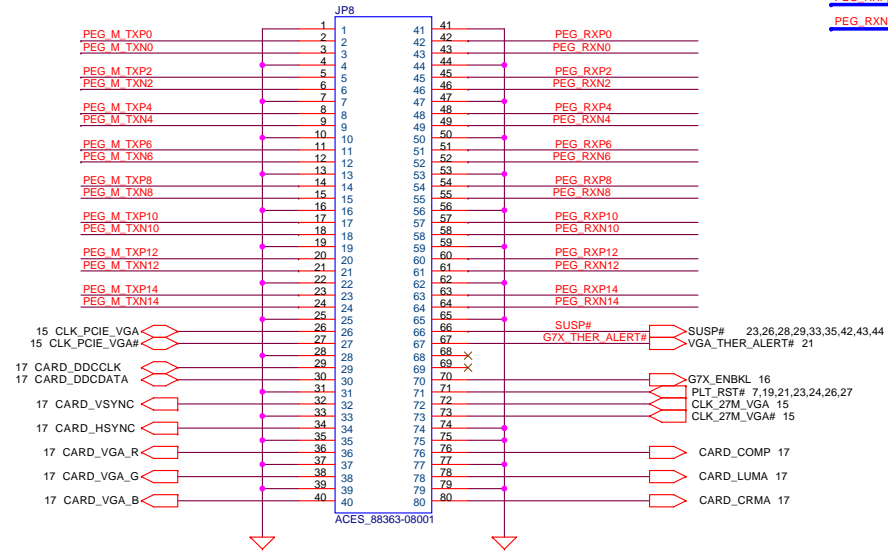 JP8
PEG_RXN
1 1 41 41
PEG_M_TXP0 2 2 42 42 PEG_RXP0
PEG_M_TXN0 3 3 43 43 PEG_RXN0
4 4 44 44
PEG_M_TXP2 5 5 45 45 PEG_RXP2
PEG_M_TXN2 6 6 46 46 PEG_RXN2
7 7 47 47
PEG_M_TXP4 8 8 48 48 PEG_RXP4
PEG_M_TXN4 9 9 49 49 PEG_RXN4
10 10 50 50
PEG_M_TXP6 11 11 51 51 PEG_RXP6
PEG_M_TXN6 12 12 52 52 PEG_RXN6
13 13 53 53
PEG_M_TXP8 14 14 54 54 PEG_RXP8
PEG_M_TXN8 15 15 55 55 PEG_RXN8
16 16 56 56
PEG_M_TXP10 17 17 57 57 PEG_RXP10
PEG_M_TXN10 18 18 58 58 PEG_RXN10
19 19 59 59
PEG_M_TXP12 20 20 60 60 PEG_RXP12
PEG_M_TXN12 21 21 61 61 PEG_RXN12
22 22 62 62
PEG_M_TXP14 23 23 63 63 PEG_RXP14
PEG_M_TXN14 24 24 64 64 PEG_RXN14
25 25 65 65
15 CLK_PCIE_VGA 26 26 66 66 SUSP# SUSP# 23,26,28,29,33,35,42,43,44
15 CLK_PCIE_VGA# 27 27 67 67 G7X_THER_ALERT# VGA_THER_ALERT# 21
28 28 68 68
17 CARD_DDCCLK 29 29 69 69
17 CARD_DDCDATA 30 30 70 70 G7X_ENBKL 16
31 31 71 71 PLT_RST# 7,19,21,23,24,26,27
17 CARD_VSYNC 32 32 72 72 CLK_27M_VGA 15
33 33 73 73 CLK_27M_VGA# 15
17 CARD_HSYNC 34 34 74 74
35 35 75 75
17 CARD_VGA_R 36 36 76 76 CARD_COMP 17
37 37 77 77
17 CARD_VGA_G 38 38 78 78 CARD_LUMA 17
39 39 79 79
17 CARD_VGA_B 40 40 80 80 CARD_CRMA 17
ACES_88363-08001